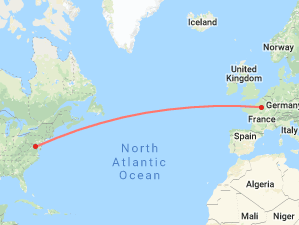 Iceland
Norway
United
Kingdom
Germany
France
Spain
Italy
North
Atlantic
Ocean
Algeria
Mali
Niger